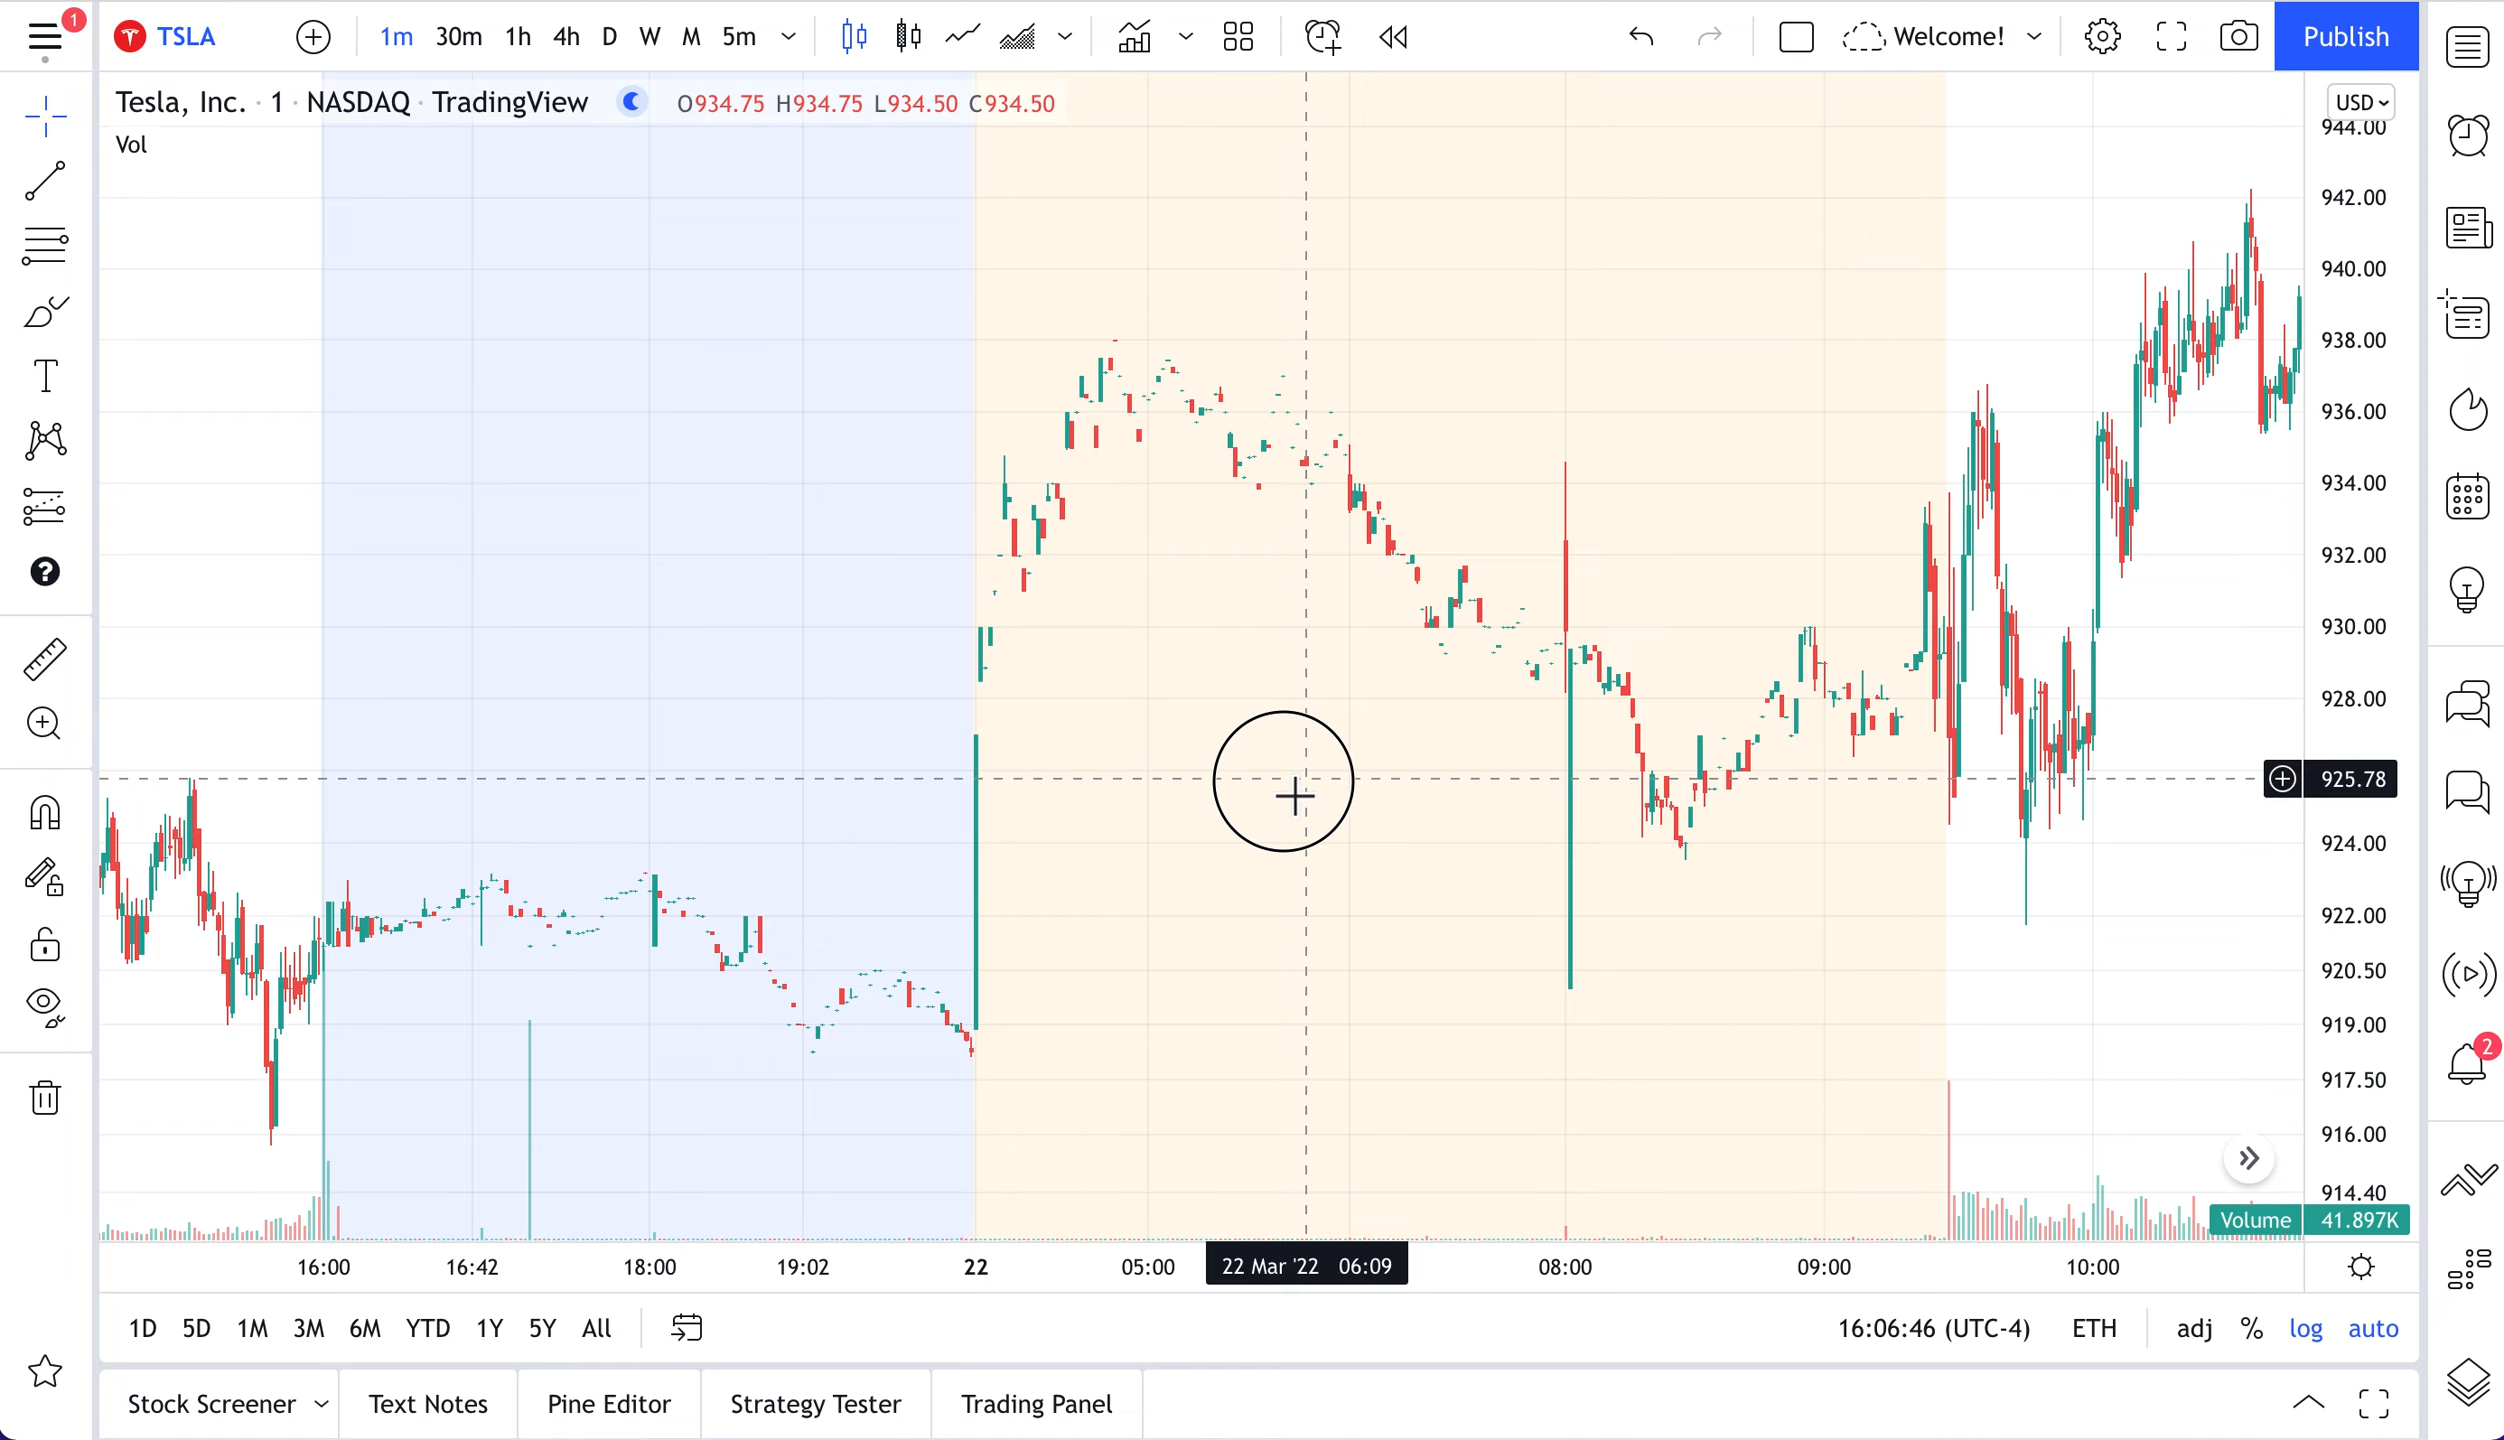 1
TSLA 1m 30m 1h 4h D W M 5m Welcome! Publish
Tesla, Inc. · 1 · NASDAQ · TradingView O934.75 H934.75 L934.50 C934.50
Vol
USD
944.00
942.00
940.00
938.00
936.00
934.00
932.00
930.00
928.00
925.78
924.00
922.00
920.50
919.00
917.50
916.00
914.40
Volume 41.897K
2
16:00 16:42 18:00 19:02 22 05:00 22 Mar '22 06:09 08:00 09:00 10:00
1D 5D 1M 3M 6M YTD 1Y 5Y All 16:06:46 (UTC-4) ETH adj % log auto
Stock Screener Text Notes Pine Editor Strategy Tester Trading Panel